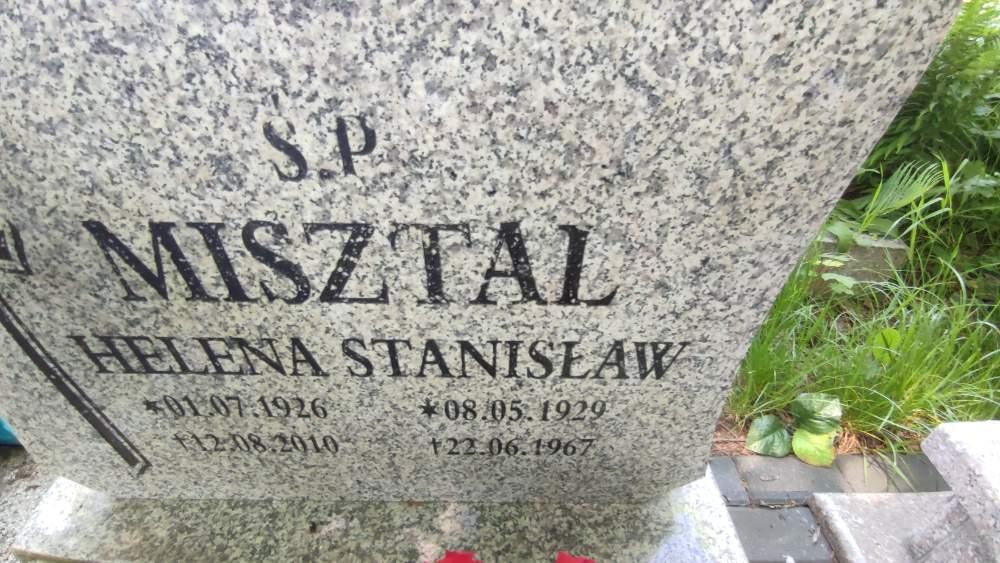 Ś.P
MISZTAL
HELENA STANISŁAW
*01.07.1926 *08.05.1929
†12.08.2010 †22.06.1967